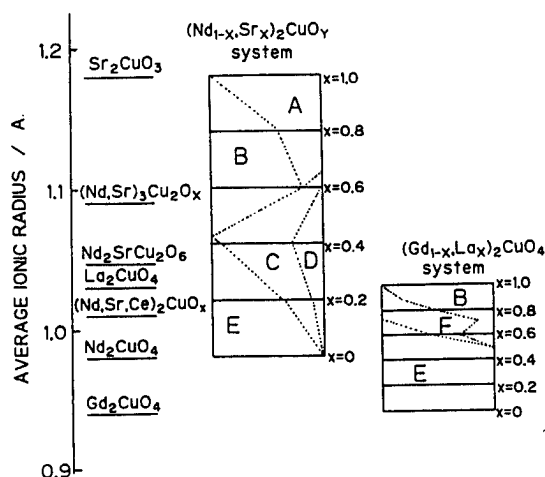 (Nd1-X,SrX)2CuOY
system
1.2
1.1
1.0
0.9
AVERAGE IONIC RADIUS / A.
Sr2CuO3
(Nd,Sr)3Cu2Ox
Nd2SrCu2O6
La2CuO4
(Nd,Sr,Ce)2CuOx
Nd2CuO4
Gd2CuO4
A
B
C
D
E
x=1.0
x=0.8
x=0.6
x=0.4
x=0.2
x=0
(Gd1-X,LaX)2CuO4
system
B
F
E
x=1.0
x=0.8
x=0.6
x=0.4
x=0.2
x=0